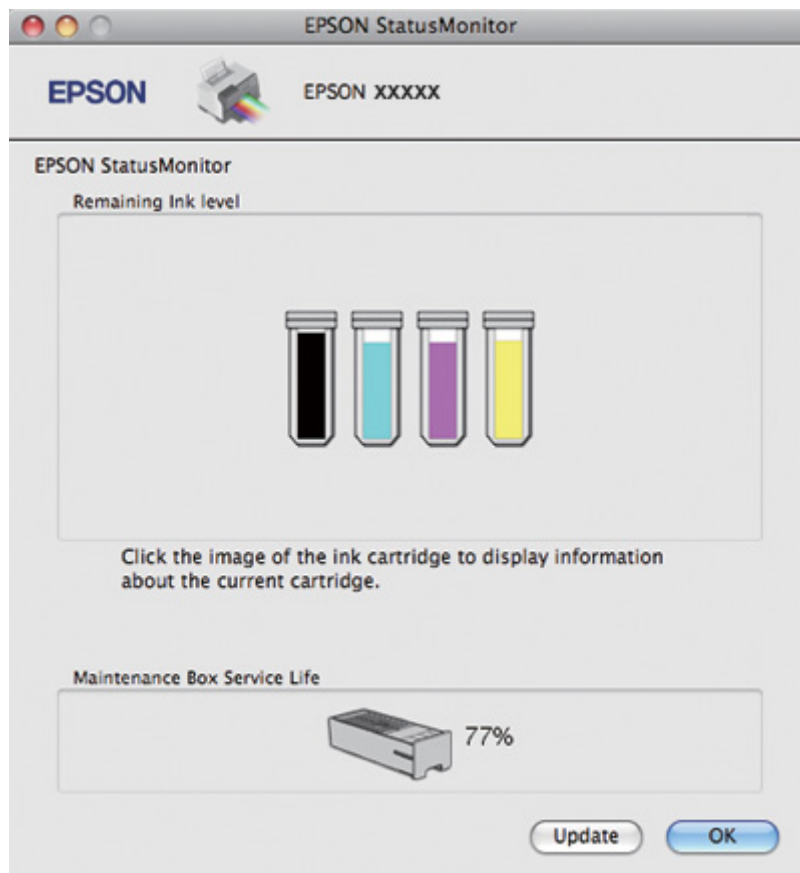 EPSON StatusMonitor
EPSON
EPSON XXXXX
EPSON StatusMonitor
Remaining Ink level
Click the image of the ink cartridge to display information
about the current cartridge.
Maintenance Box Service Life
77%
Update
OK